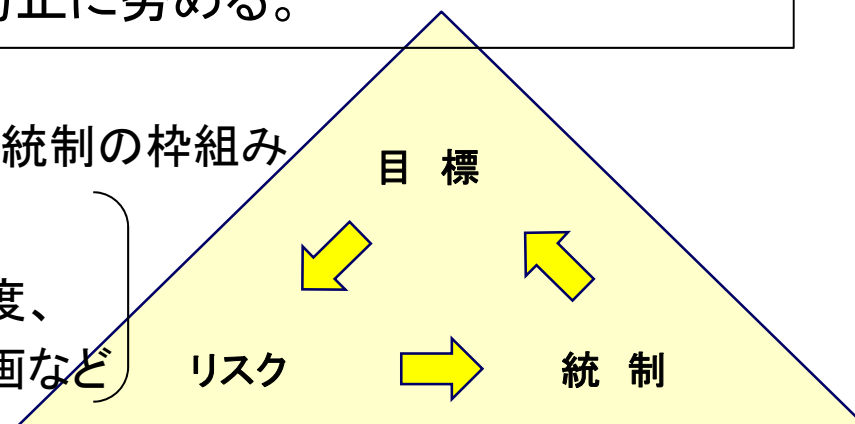 正に努める。
統制の枠組み
目 標
度、
画など
リスク
統 制